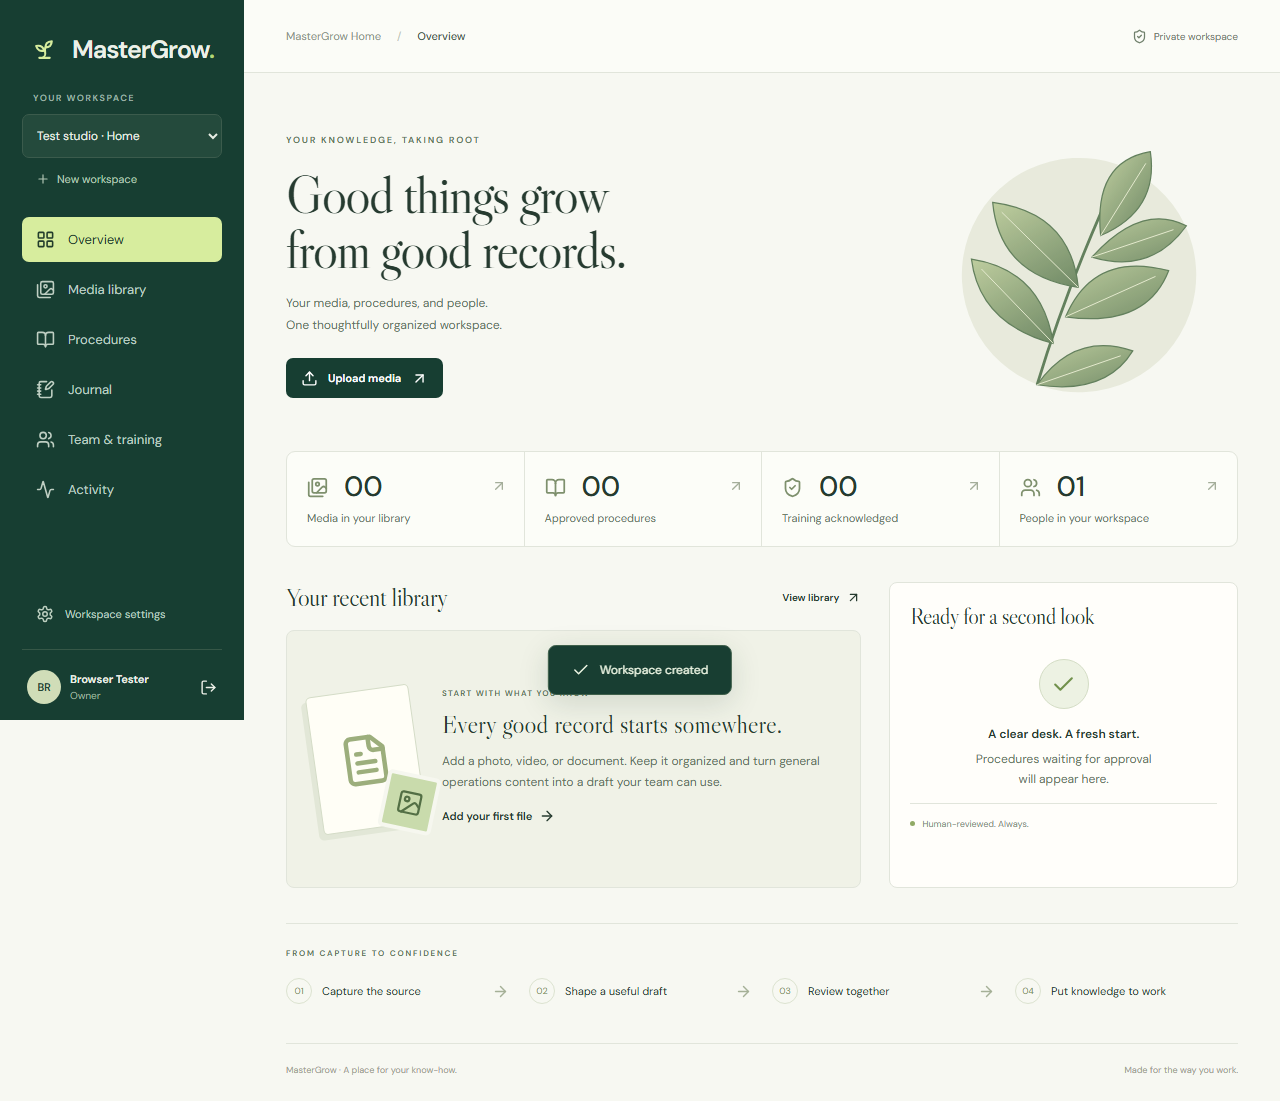 MasterGrow.
YOUR WORKSPACE
Test studio · Home
New workspace
Overview
Media library
Procedures
Journal
Team & training
Activity
Workspace settings
BR
Browser Tester
Owner
MasterGrow Home / Overview
Private workspace
YOUR KNOWLEDGE, TAKING ROOT
Good things grow
from good records.
Your media, procedures, and people.
One thoughtfully organized workspace.
Upload media
00
Media in your library
00
Approved procedures
00
Training acknowledged
01
People in your workspace
Your recent library
View library
Workspace created
START WITH WHAT YOU
Every good record starts somewhere.
Add a photo, video, or document. Keep it organized and turn general
operations content into a draft your team can use.
Add your first file
Ready for a second look
A clear desk. A fresh start.
Procedures waiting for approval
will appear here.
Human-reviewed. Always.
FROM CAPTURE TO CONFIDENCE
01 Capture the source
02 Shape a useful draft
03 Review together
04 Put knowledge to work
MasterGrow · A place for your know-how.
Made for the way you work.